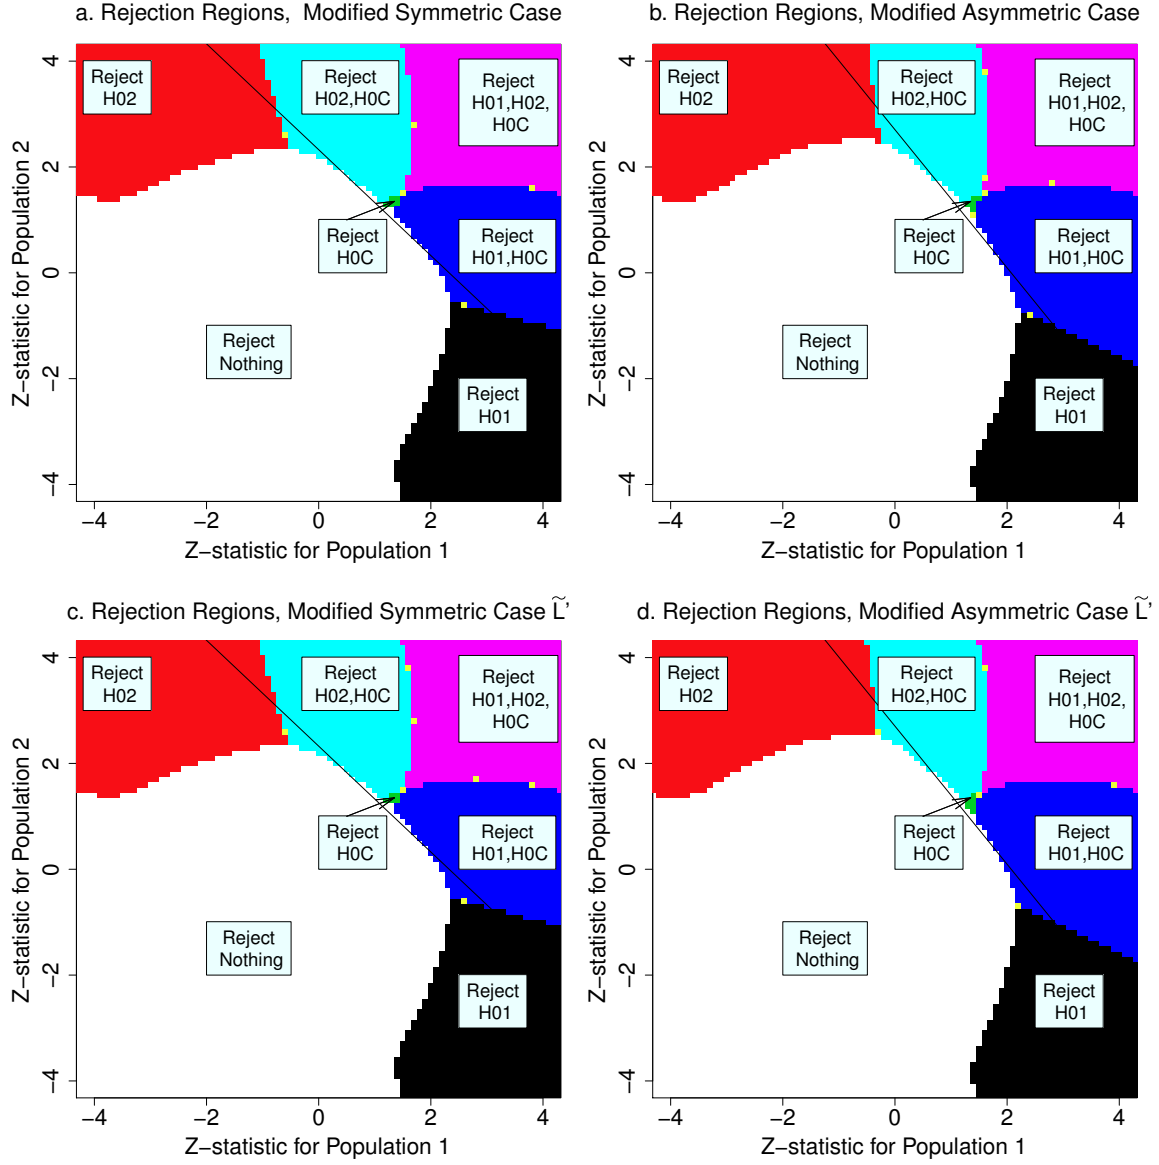 a. Rejection Regions,  Modified Symmetric Case
Z−statistic for Population 2
4
2
0
−2
−4
Reject
H02
Reject
H02,H0C
Reject
H01,H02,
H0C
Reject
H0C
Reject
H01,H0C
Reject
Nothing
Reject
H01
−4 −2 0 2 4
Z−statistic for Population 1
b. Rejection Regions, Modified Asymmetric Case
Z−statistic for Population 2
4
2
0
−2
−4
Reject
H02
Reject
H02,H0C
Reject
H01,H02,
H0C
Reject
H0C
Reject
H01,H0C
Reject
Nothing
Reject
H01
−4 −2 0 2 4
Z−statistic for Population 1
c. Rejection Regions, Modified Symmetric Case L̃’
Z−statistic for Population 2
4
2
0
−2
−4
Reject
H02
Reject
H02,H0C
Reject
H01,H02,
H0C
Reject
H0C
Reject
H01,H0C
Reject
Nothing
Reject
H01
−4 −2 0 2 4
Z−statistic for Population 1
d. Rejection Regions, Modified Asymmetric Case L̃’
Z−statistic for Population 2
4
2
0
−2
−4
Reject
H02
Reject
H02,H0C
Reject
H01,H02,
H0C
Reject
H0C
Reject
H01,H0C
Reject
Nothing
Reject
H01
−4 −2 0 2 4
Z−statistic for Population 1